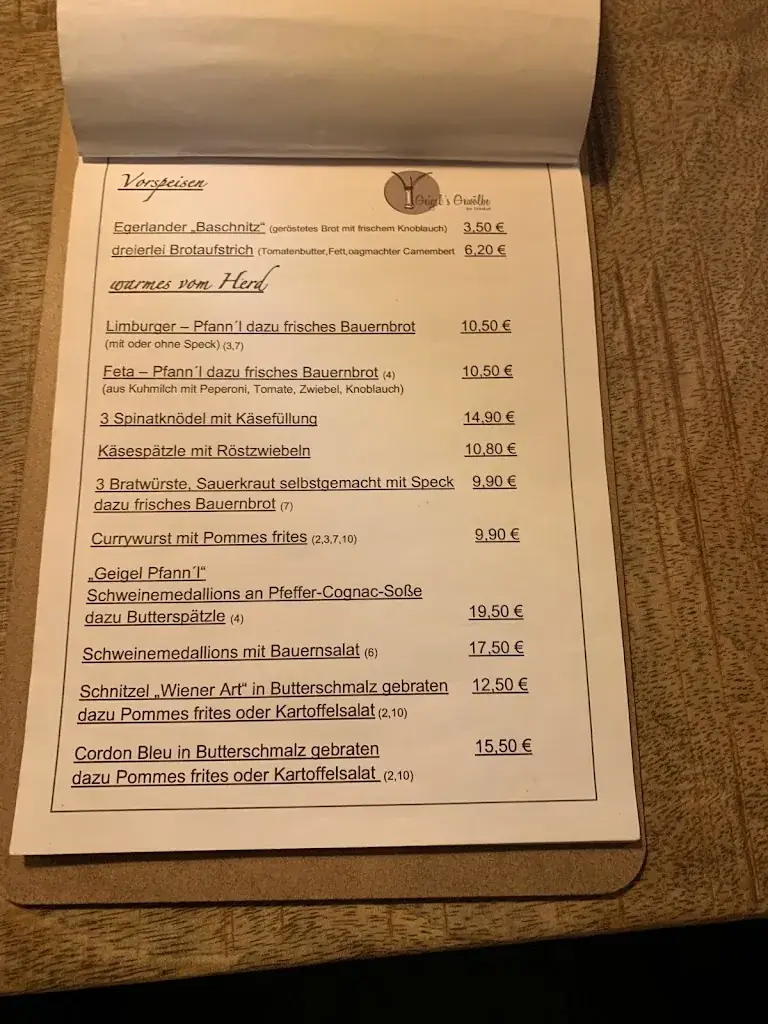 Vorspeisen
Geigel's Gwölbe
Egerlander „Baschnitz“ (geröstetes Brot mit frischem Knoblauch) 3,50 €
dreierlei Brotaufstrich (Tomatenbutter,Fett,oagmachter Camembert 6,20 €
warmes vom Herd
Limburger – Pfann´l dazu frisches Bauernbrot 10,50 €
(mit oder ohne Speck) (3,7)
Feta – Pfann´l dazu frisches Bauernbrot (4) 10,50 €
(aus Kuhmilch mit Peperoni, Tomate, Zwiebel, Knoblauch)
3 Spinatknödel mit Käsefüllung 14,90 €
Käsespätzle mit Röstzwiebeln 10,80 €
3 Bratwürste, Sauerkraut selbstgemacht mit Speck 9,90 €
dazu frisches Bauernbrot (7)
Currywurst mit Pommes frites (2,3,7,10) 9,90 €
„Geigel Pfann´l“
Schweinemedallions an Pfeffer-Cognac-Soße
dazu Butterspätzle (4) 19,50 €
Schweinemedallions mit Bauernsalat (6) 17,50 €
Schnitzel „Wiener Art“ in Butterschmalz gebraten 12,50 €
dazu Pommes frites oder Kartoffelsalat (2,10)
Cordon Bleu in Butterschmalz gebraten 15,50 €
dazu Pommes frites oder Kartoffelsalat (2,10)